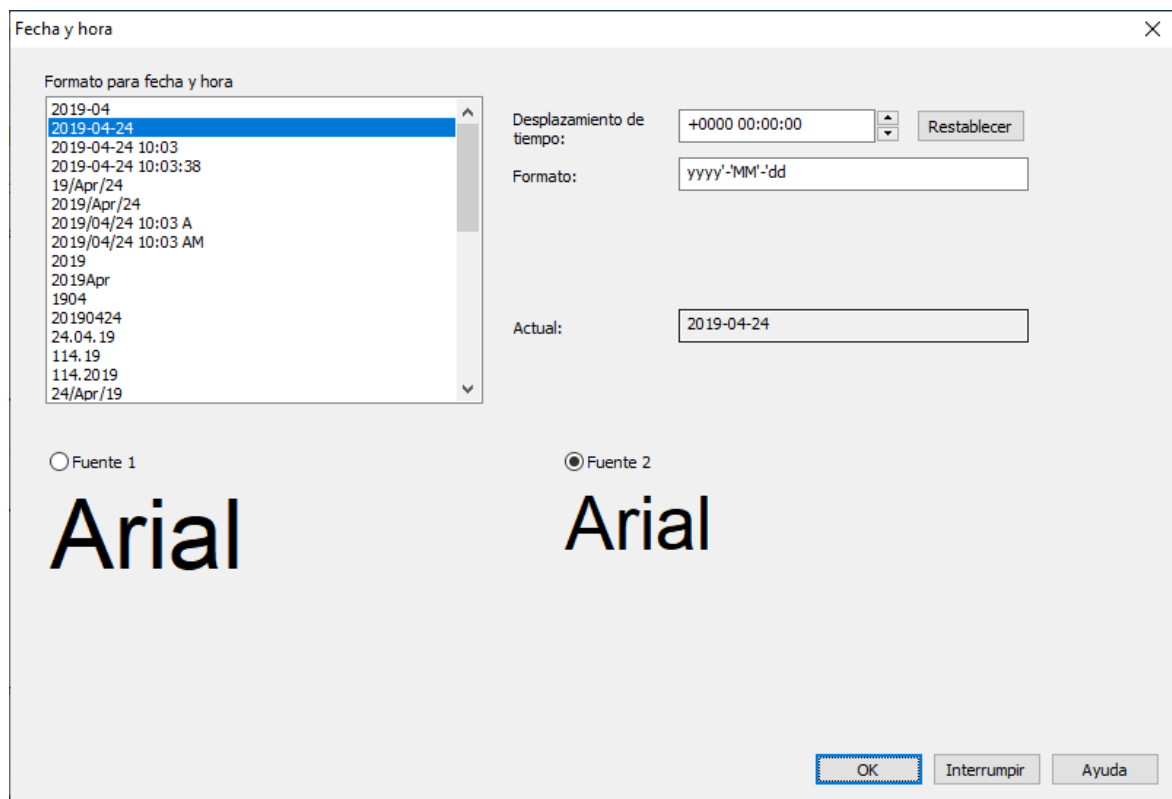 Fecha y hora
Formato para fecha y hora
2019-04
2019-04-24
2019-04-24 10:03
2019-04-24 10:03:38
19/Apr/24
2019/Apr/24
2019/04/24 10:03 A
2019/04/24 10:03 AM
2019
2019Apr
1904
20190424
24.04.19
114.19
114.2019
24/Apr/19
Desplazamiento de
tiempo:
+0000 00:00:00
Restablecer
Formato:
yyyy'-'MM'-'dd
Actual:
2019-04-24
Fuente 1
Arial
Fuente 2
Arial
OK
Interrumpir
Ayuda